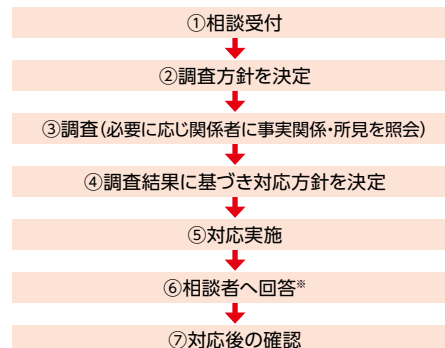 ①相談受付
②調査方針を決定
③調査(必要に応じ関係者に事実関係・所見を照会)
④調査結果に基づき対応方針を決定
⑤対応実施
⑥相談者へ回答※
⑦対応後の確認